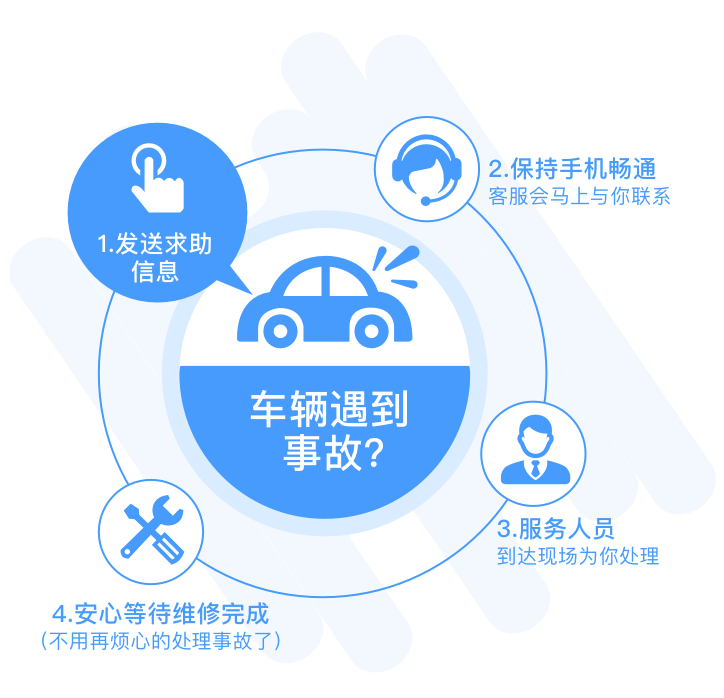 1.发送求助
信息
2.保持手机畅通
客服会马上与你联系
车辆遇到
事故?
3.服务人员
到达现场为你处理
4.安心等待维修完成
(不用再烦心的处理事故了)